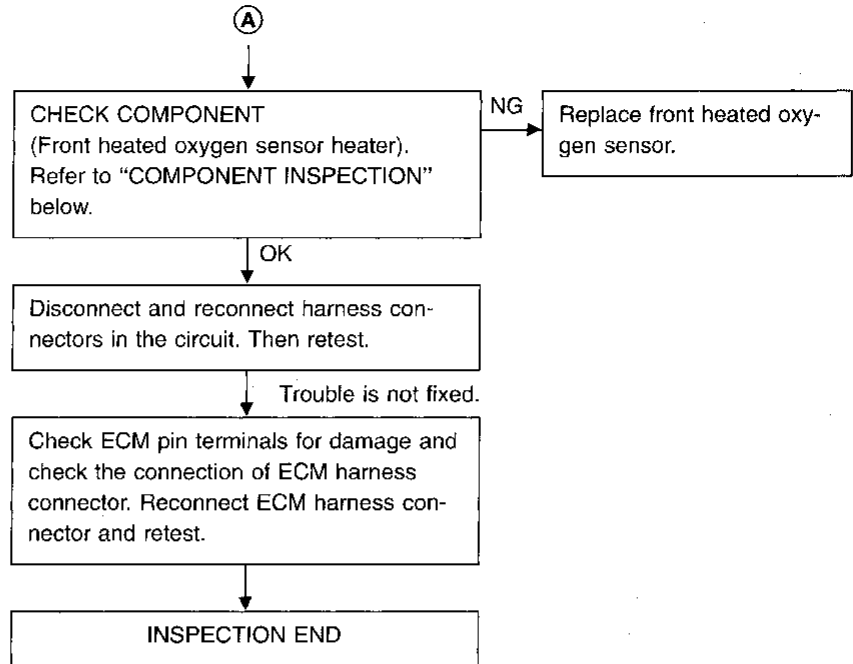 A
CHECK COMPONENT
(Front heated oxygen sensor heater).
Refer to “COMPONENT INSPECTION”
below.
NG
Replace front heated oxy-
gen sensor.
OK
Disconnect and reconnect harness con-
nectors in the circuit. Then retest.
Trouble is not fixed.
Check ECM pin terminals for damage and
check the connection of ECM harness
connector. Reconnect ECM harness con-
nector and retest.
INSPECTION END